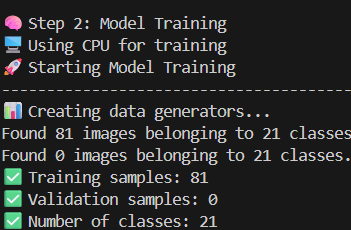 🧠 Step 2: Model Training
💻 Using CPU for training
🚀 Starting Model Training
----------------------------------------
📊 Creating data generators...
Found 81 images belonging to 21 classes
Found 0 images belonging to 21 classes.
✅ Training samples: 81
✅ Validation samples: 0
✅ Number of classes: 21